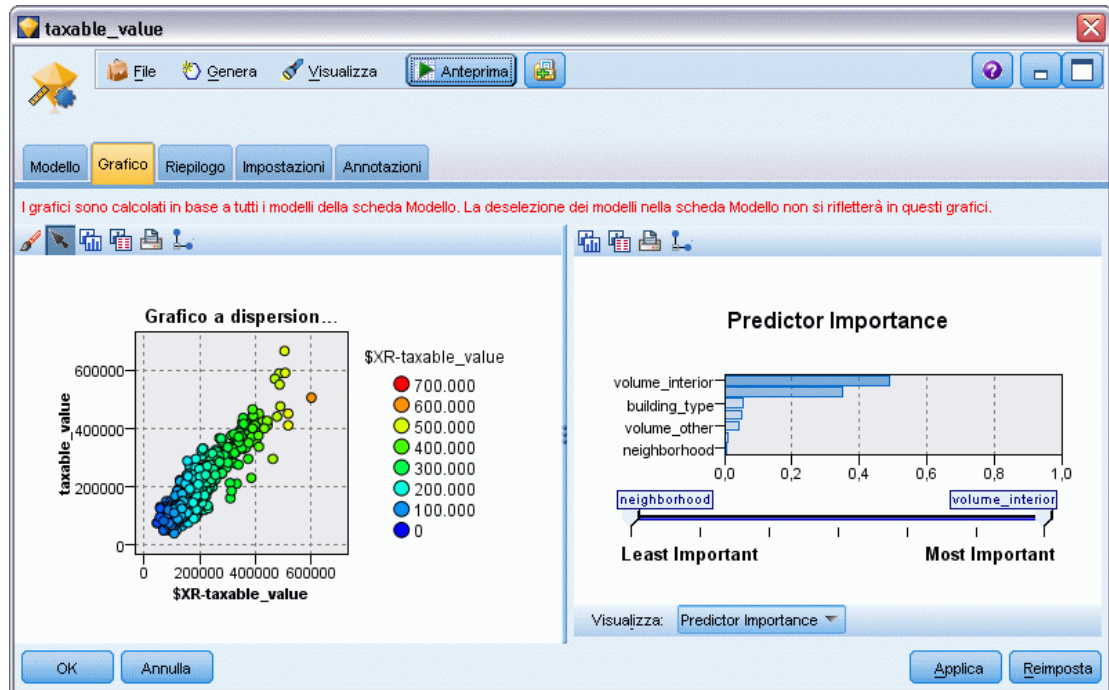 taxable_value
File Genera Visualizza Anteprima
Modello Grafico Riepilogo Impostazioni Annotazioni
I grafici sono calcolati in base a tutti i modelli della scheda Modello. La deselezione dei modelli nella scheda Modello non si rifletterà in questi grafici.
Grafico a dispersion...
taxable_value
600000
400000
200000
0
0 200000 400000 600000
$XR-taxable_value
$XR-taxable_value
700.000
600.000
500.000
400.000
300.000
200.000
100.000
0
Predictor Importance
volume_interior
building_type
volume_other
neighborhood
0,0 0,2 0,4 0,6 0,8 1,0
neighborhood volume_interior
Least Important Most Important
Visualizza: Predictor Importance
OK Annulla Applica Reimposta